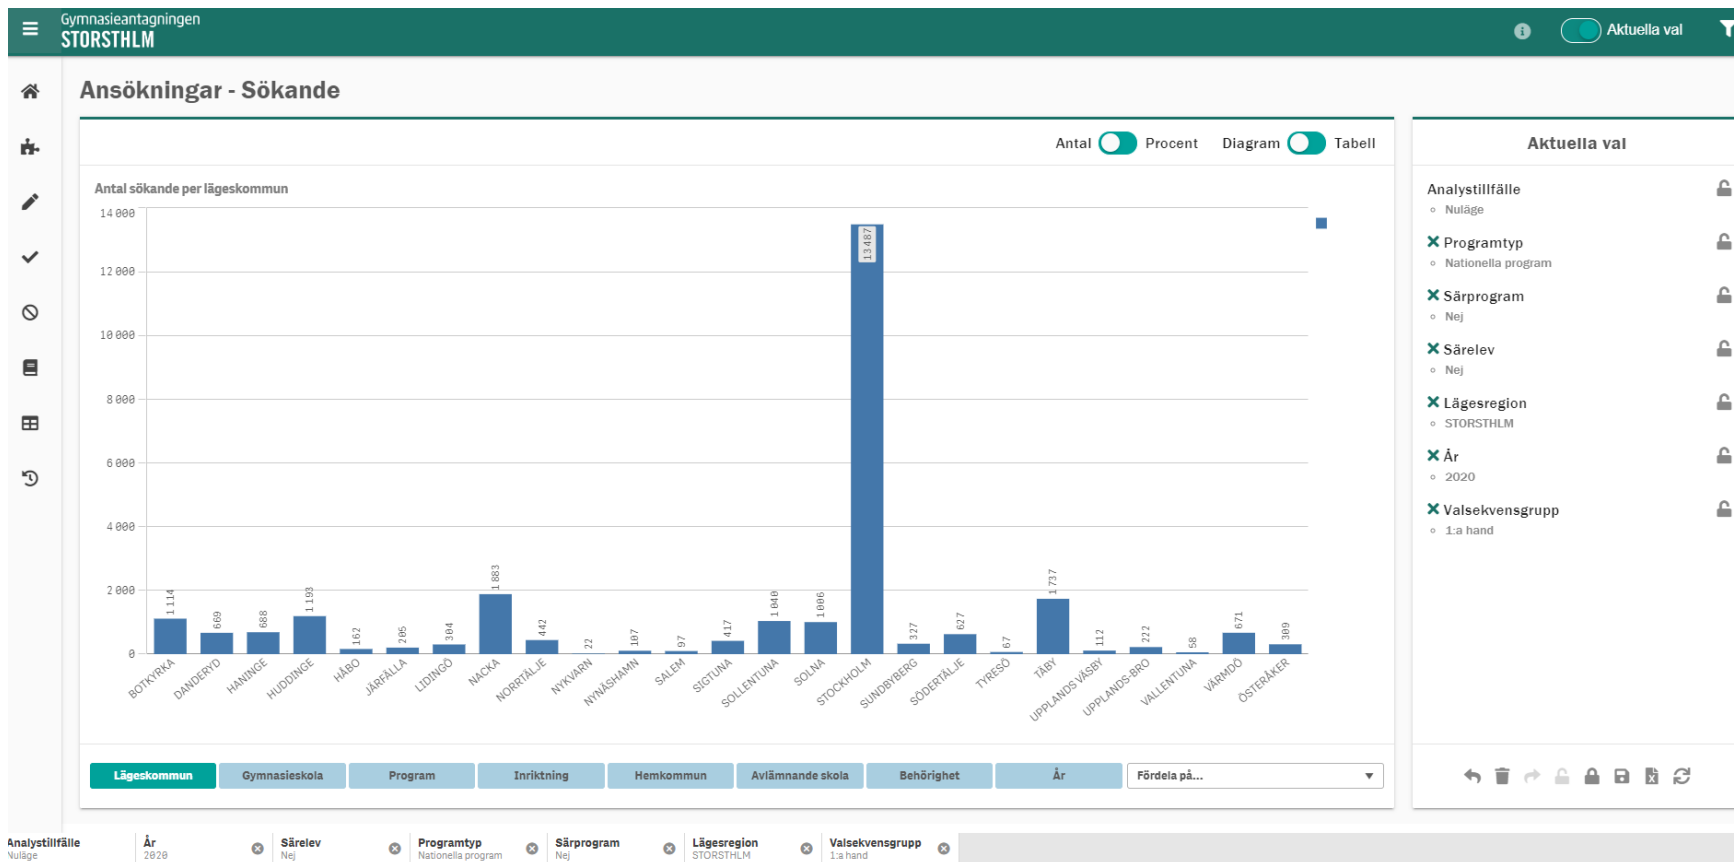 Gymnasieantagningen
STORSTHLM
Aktuella val
Ansökningar - Sökande
Antal Procent Diagram Tabell
Antal sökande per lägeskommun
14 000
12 000
10 000
8 000
6 000
4 000
2 000
0
1 114
669
688
1 193
162
205
304
1 883
442
22
107
97
417
1 040
1 006
13 487
327
627
67
1 737
112
222
58
671
309
BOTKYRKA
DANDERYD
HANINGE
HUDDINGE
HÅBO
JÄRFÄLLA
LIDINGÖ
NACKA
NORRTÄLJE
NYKVARN
NYNÄSHAMN
SALEM
SIGTUNA
SOLLENTUNA
SOLNA
STOCKHOLM
SUNDBYBERG
SÖDERTÄLJE
TYRESÖ
TÄBY
UPPLANDS VÄSBY
UPPLANDS-BRO
VALLENTUNA
VÄRMDÖ
ÖSTERÅKER
Lägeskommun Gymnasieskola Program Inriktning Hemkommun Avlämnande skola Behörighet År Fördela på...
Aktuella val
Analystillfälle
Nuläge
Programtyp
Nationella program
Särprogram
Nej
Särelev
Nej
Lägesregion
STORSTHLM
År
2020
Valsekvensgrupp
1:a hand
Analystillfälle År Särelev Programtyp Särprogram Lägesregion Valsekvensgrupp
Nuläge 2020 Nej Nationella program Nej STORSTHLM 1:a hand